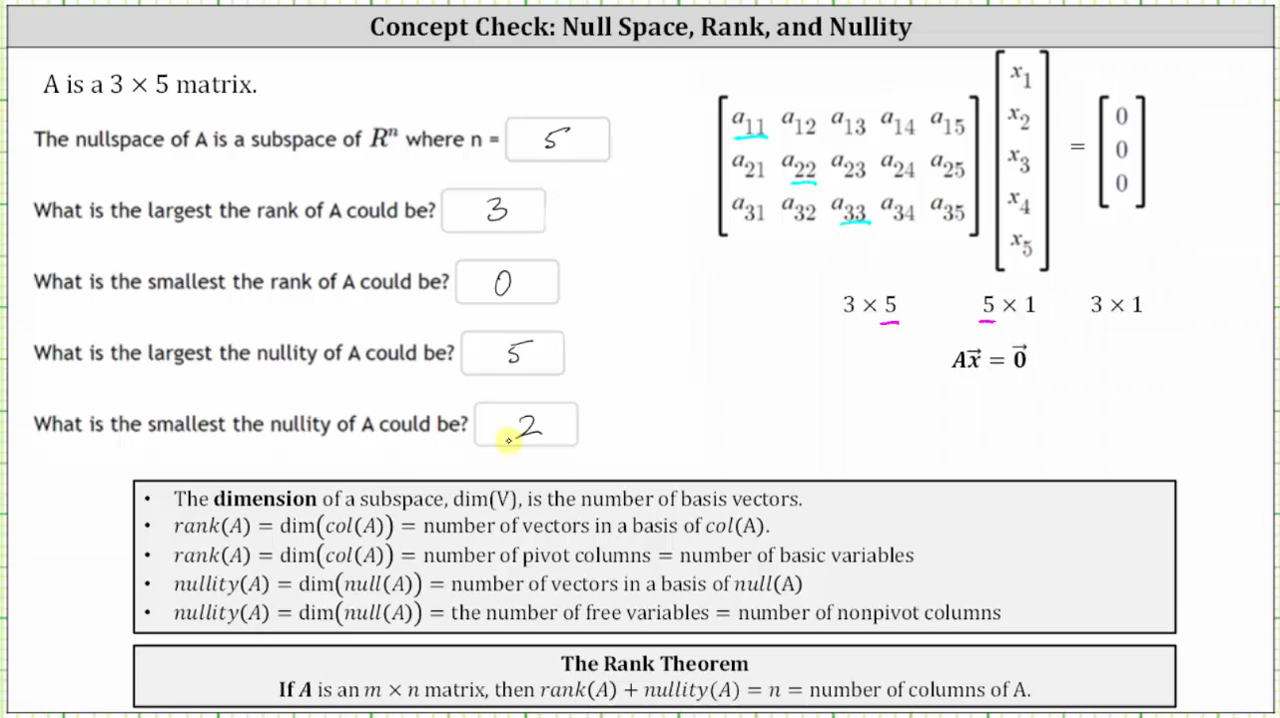 Concept Check: Null Space, Rank, and Nullity
A is a 3 × 5 matrix.
The nullspace of A is a subspace of Rⁿ where n = 5
What is the largest the rank of A could be? 3
What is the smallest the rank of A could be? 0
What is the largest the nullity of A could be? 5
What is the smallest the nullity of A could be? 2
a₁₁ a₁₂ a₁₃ a₁₄ a₁₅
a₂₁ a₂₂ a₂₃ a₂₄ a₂₅
a₃₁ a₃₂ a₃₃ a₃₄ a₃₅
x₁
x₂
x₃
x₄
x₅
=
0
0
0
3 × 5 5 × 1 3 × 1
Ax⃗ = 0⃗
• The dimension of a subspace, dim(V), is the number of basis vectors.
• rank(A) = dim(col(A)) = number of vectors in a basis of col(A).
• rank(A) = dim(col(A)) = number of pivot columns = number of basic variables
• nullity(A) = dim(null(A)) = number of vectors in a basis of null(A)
• nullity(A) = dim(null(A)) = the number of free variables = number of nonpivot columns
The Rank Theorem
If A is an m × n matrix, then rank(A) + nullity(A) = n = number of columns of A.